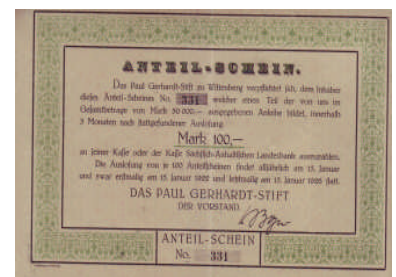 ANTEIL-SCHEIN.
Das Paul Gerhardt-Stift zu Wittenberg verpflichtet sich, dem Inhaber
dieses Anteil-Scheines No. 331 welcher einen Teil der von uns im
Gesamtbetrage von Mark 50 000,— ausgegebenen Anleihe bildet, innerhalb
3 Monaten nach stattgefundener Auslosung
Mark 100,—
an seiner Kasse oder der Kasse Sächsisch-Anhaltischen Landesbank auszuzahlen.
Die Auslosung von je 100 Anteilscheinen findet alljährlich am 15. Januar
und zwar erstmalig am 15. Januar 1922 und letztmalig am 15. Januar 1926 statt.
DAS PAUL GERHARDT-STIFT
DER VORSTAND.
ANTEIL-SCHEIN
No. 331